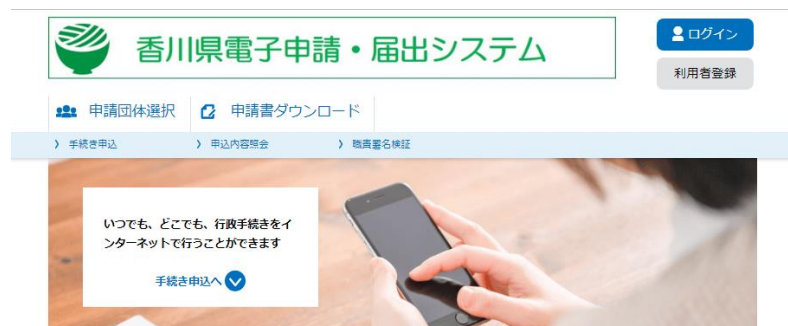 香川県電子申請・届出システム
ログイン
利用者登録
申請団体選択
申請書ダウンロード
手続き申込
申込内容照会
職責署名検証
いつでも、どこでも、行政手続きをイ
ンターネットで行うことができます
手続き申込へ